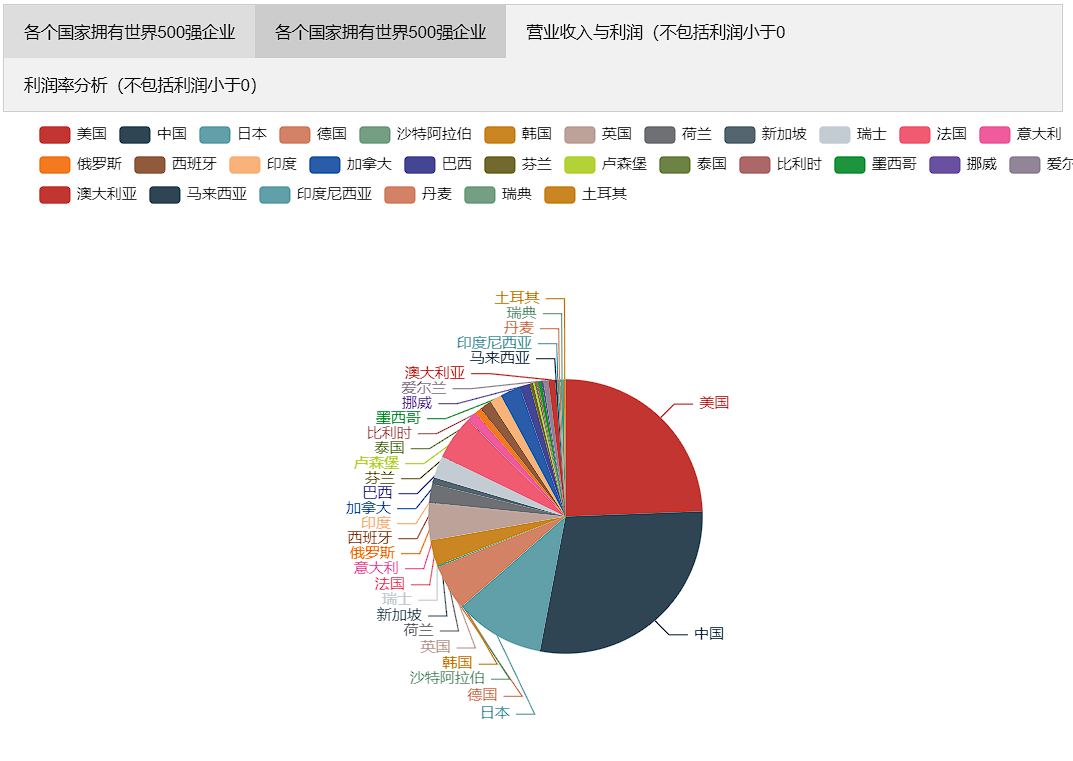 各个国家拥有世界500强企业 各个国家拥有世界500强企业 营业收入与利润（不包括利润小于0
利润率分析（不包括利润小于0）
美国 中国 日本 德国 沙特阿拉伯 韩国 英国 荷兰 新加坡 瑞士 法国 意大利
俄罗斯 西班牙 印度 加拿大 巴西 芬兰 卢森堡 泰国 比利时 墨西哥 挪威 爱尔
澳大利亚 马来西亚 印度尼西亚 丹麦 瑞典 土耳其
土耳其
瑞典
丹麦
印度尼西亚
马来西亚
澳大利亚
爱尔兰
挪威
美国
墨西哥
比利时
泰国
卢森堡
芬兰
巴西
加拿大
印度
西班牙
俄罗斯
意大利
法国
瑞士
新加坡
荷兰
中国
英国
韩国
沙特阿拉伯
德国
日本